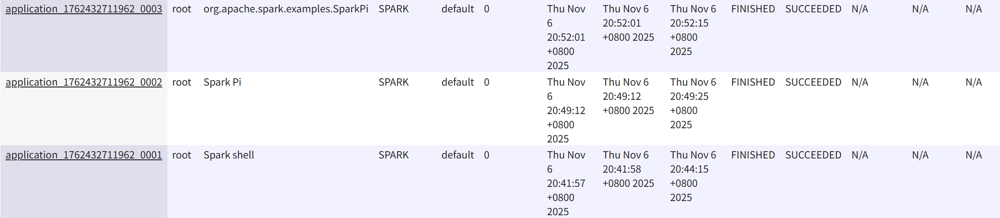 application_1762432711962_0003 root org.apache.spark.examples.SparkPi SPARK default 0 Thu Nov Thu Nov 6 Thu Nov 6 FINISHED SUCCEEDED N/A N/A N/A
6 20:52:01 20:52:15
20:52:01 +0800 2025 +0800
+0800 2025
2025
application_1762432711962_0002 root Spark Pi SPARK default 0 Thu Nov Thu Nov 6 Thu Nov 6 FINISHED SUCCEEDED N/A N/A N/A
6 20:49:12 20:49:25
20:49:12 +0800 2025 +0800
+0800 2025
2025
application_1762432711962_0001 root Spark shell SPARK default 0 Thu Nov Thu Nov 6 Thu Nov 6 FINISHED SUCCEEDED N/A N/A N/A
6 20:41:58 20:44:15
20:41:57 +0800 2025 +0800
+0800 2025
2025